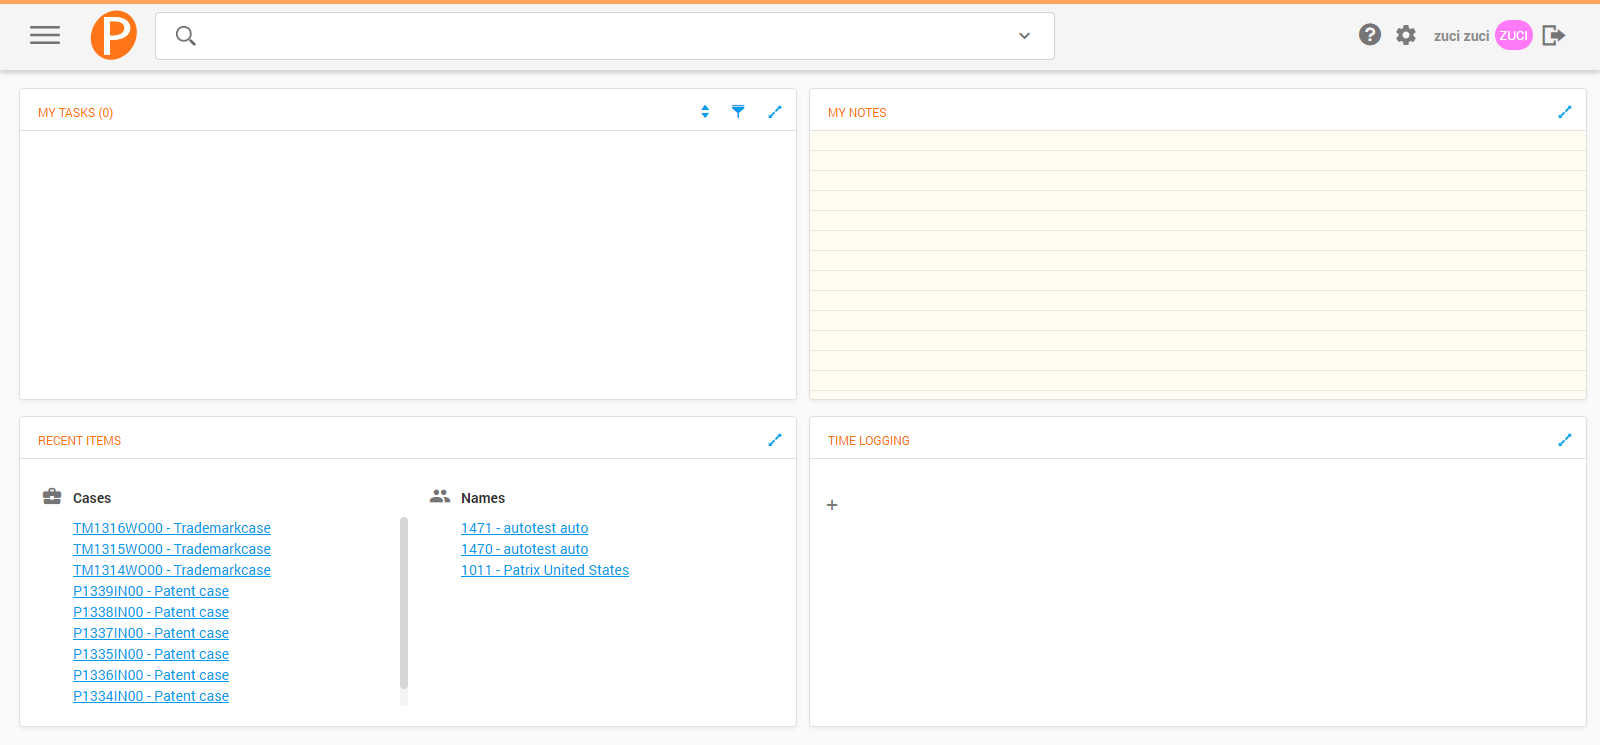 P
?
zuci zuci
ZUCI
MY TASKS (0)
MY NOTES
RECENT ITEMS
Cases
TM1316WO00 - Trademarkcase
TM1315WO00 - Trademarkcase
TM1314WO00 - Trademarkcase
P1339IN00 - Patent case
P1338IN00 - Patent case
P1337IN00 - Patent case
P1335IN00 - Patent case
P1336IN00 - Patent case
P1334IN00 - Patent case
Names
1471 - autotest auto
1470 - autotest auto
1011 - Patrix United States
TIME LOGGING
+